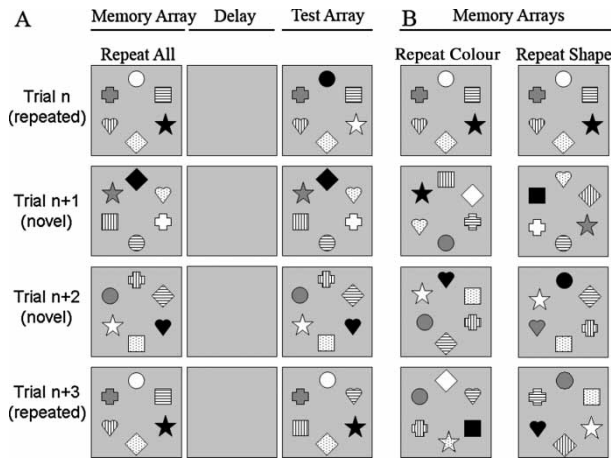 A
Memory Array Delay Test Array
B
Memory Arrays
Repeat All
Repeat Colour Repeat Shape
Trial n
(repeated)
Trial n+1
(novel)
Trial n+2
(novel)
Trial n+3
(repeated)